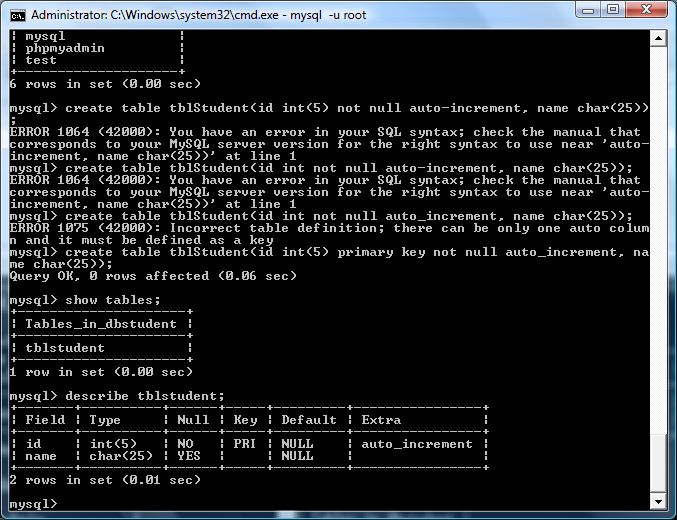 Administrator: C:\Windows\system32\cmd.exe - mysql -u root
| mysql              |
| phpmyadmin         |
| test               |
+--------------------+
6 rows in set (0.00 sec)
mysql> create table tblStudent(id int(5) not null auto-increment, name char(25))
;
ERROR 1064 (42000): You have an error in your SQL syntax; check the manual that
corresponds to your MySQL server version for the right syntax to use near 'auto-
increment, name char(25))' at line 1
mysql> create table tblStudent(id int not null auto-increment, name char(25));
ERROR 1064 (42000): You have an error in your SQL syntax; check the manual that
corresponds to your MySQL server version for the right syntax to use near 'auto-
increment, name char(25))' at line 1
mysql> create table tblStudent(id int not null auto_increment, name char(25));
ERROR 1075 (42000): Incorrect table definition; there can be only one auto colum
n and it must be defined as a key
mysql> create table tblStudent(id int(5) primary key not null auto_increment, na
me char(25));
Query OK, 0 rows affected (0.06 sec)
mysql> show tables;
+---------------------+
| Tables_in_dbstudent |
+---------------------+
| tblstudent          |
+---------------------+
1 row in set (0.00 sec)
mysql> describe tblstudent;
+-------+----------+------+-----+---------+----------------+
| Field | Type     | Null | Key | Default | Extra          |
+-------+----------+------+-----+---------+----------------+
| id    | int(5)   | NO   | PRI | NULL    | auto_increment |
| name  | char(25) | YES  |     | NULL    |                |
+-------+----------+------+-----+---------+----------------+
2 rows in set (0.01 sec)
mysql>